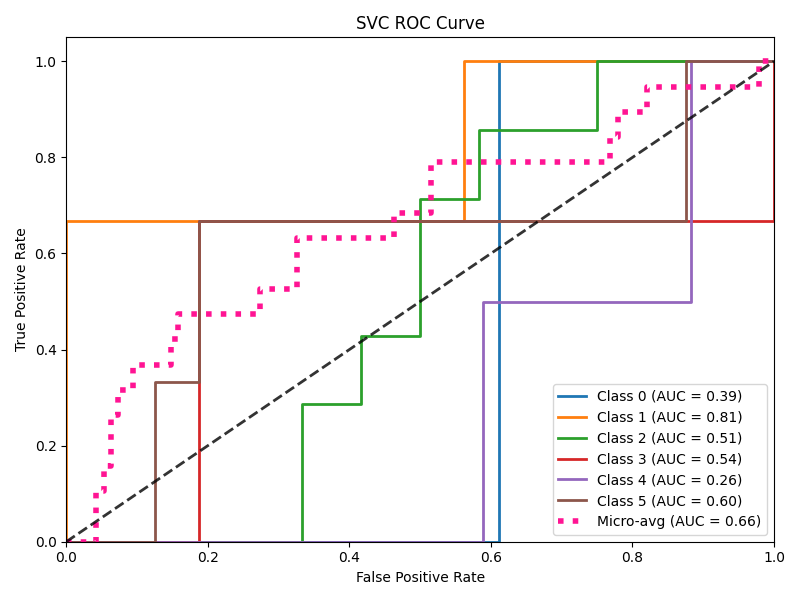 SVC ROC Curve
True Positive Rate
1.0
0.8
0.6
0.4
0.2
0.0
0.0 0.2 0.4 0.6 0.8 1.0
False Positive Rate
Class 0 (AUC = 0.39)
Class 1 (AUC = 0.81)
Class 2 (AUC = 0.51)
Class 3 (AUC = 0.54)
Class 4 (AUC = 0.26)
Class 5 (AUC = 0.60)
Micro-avg (AUC = 0.66)